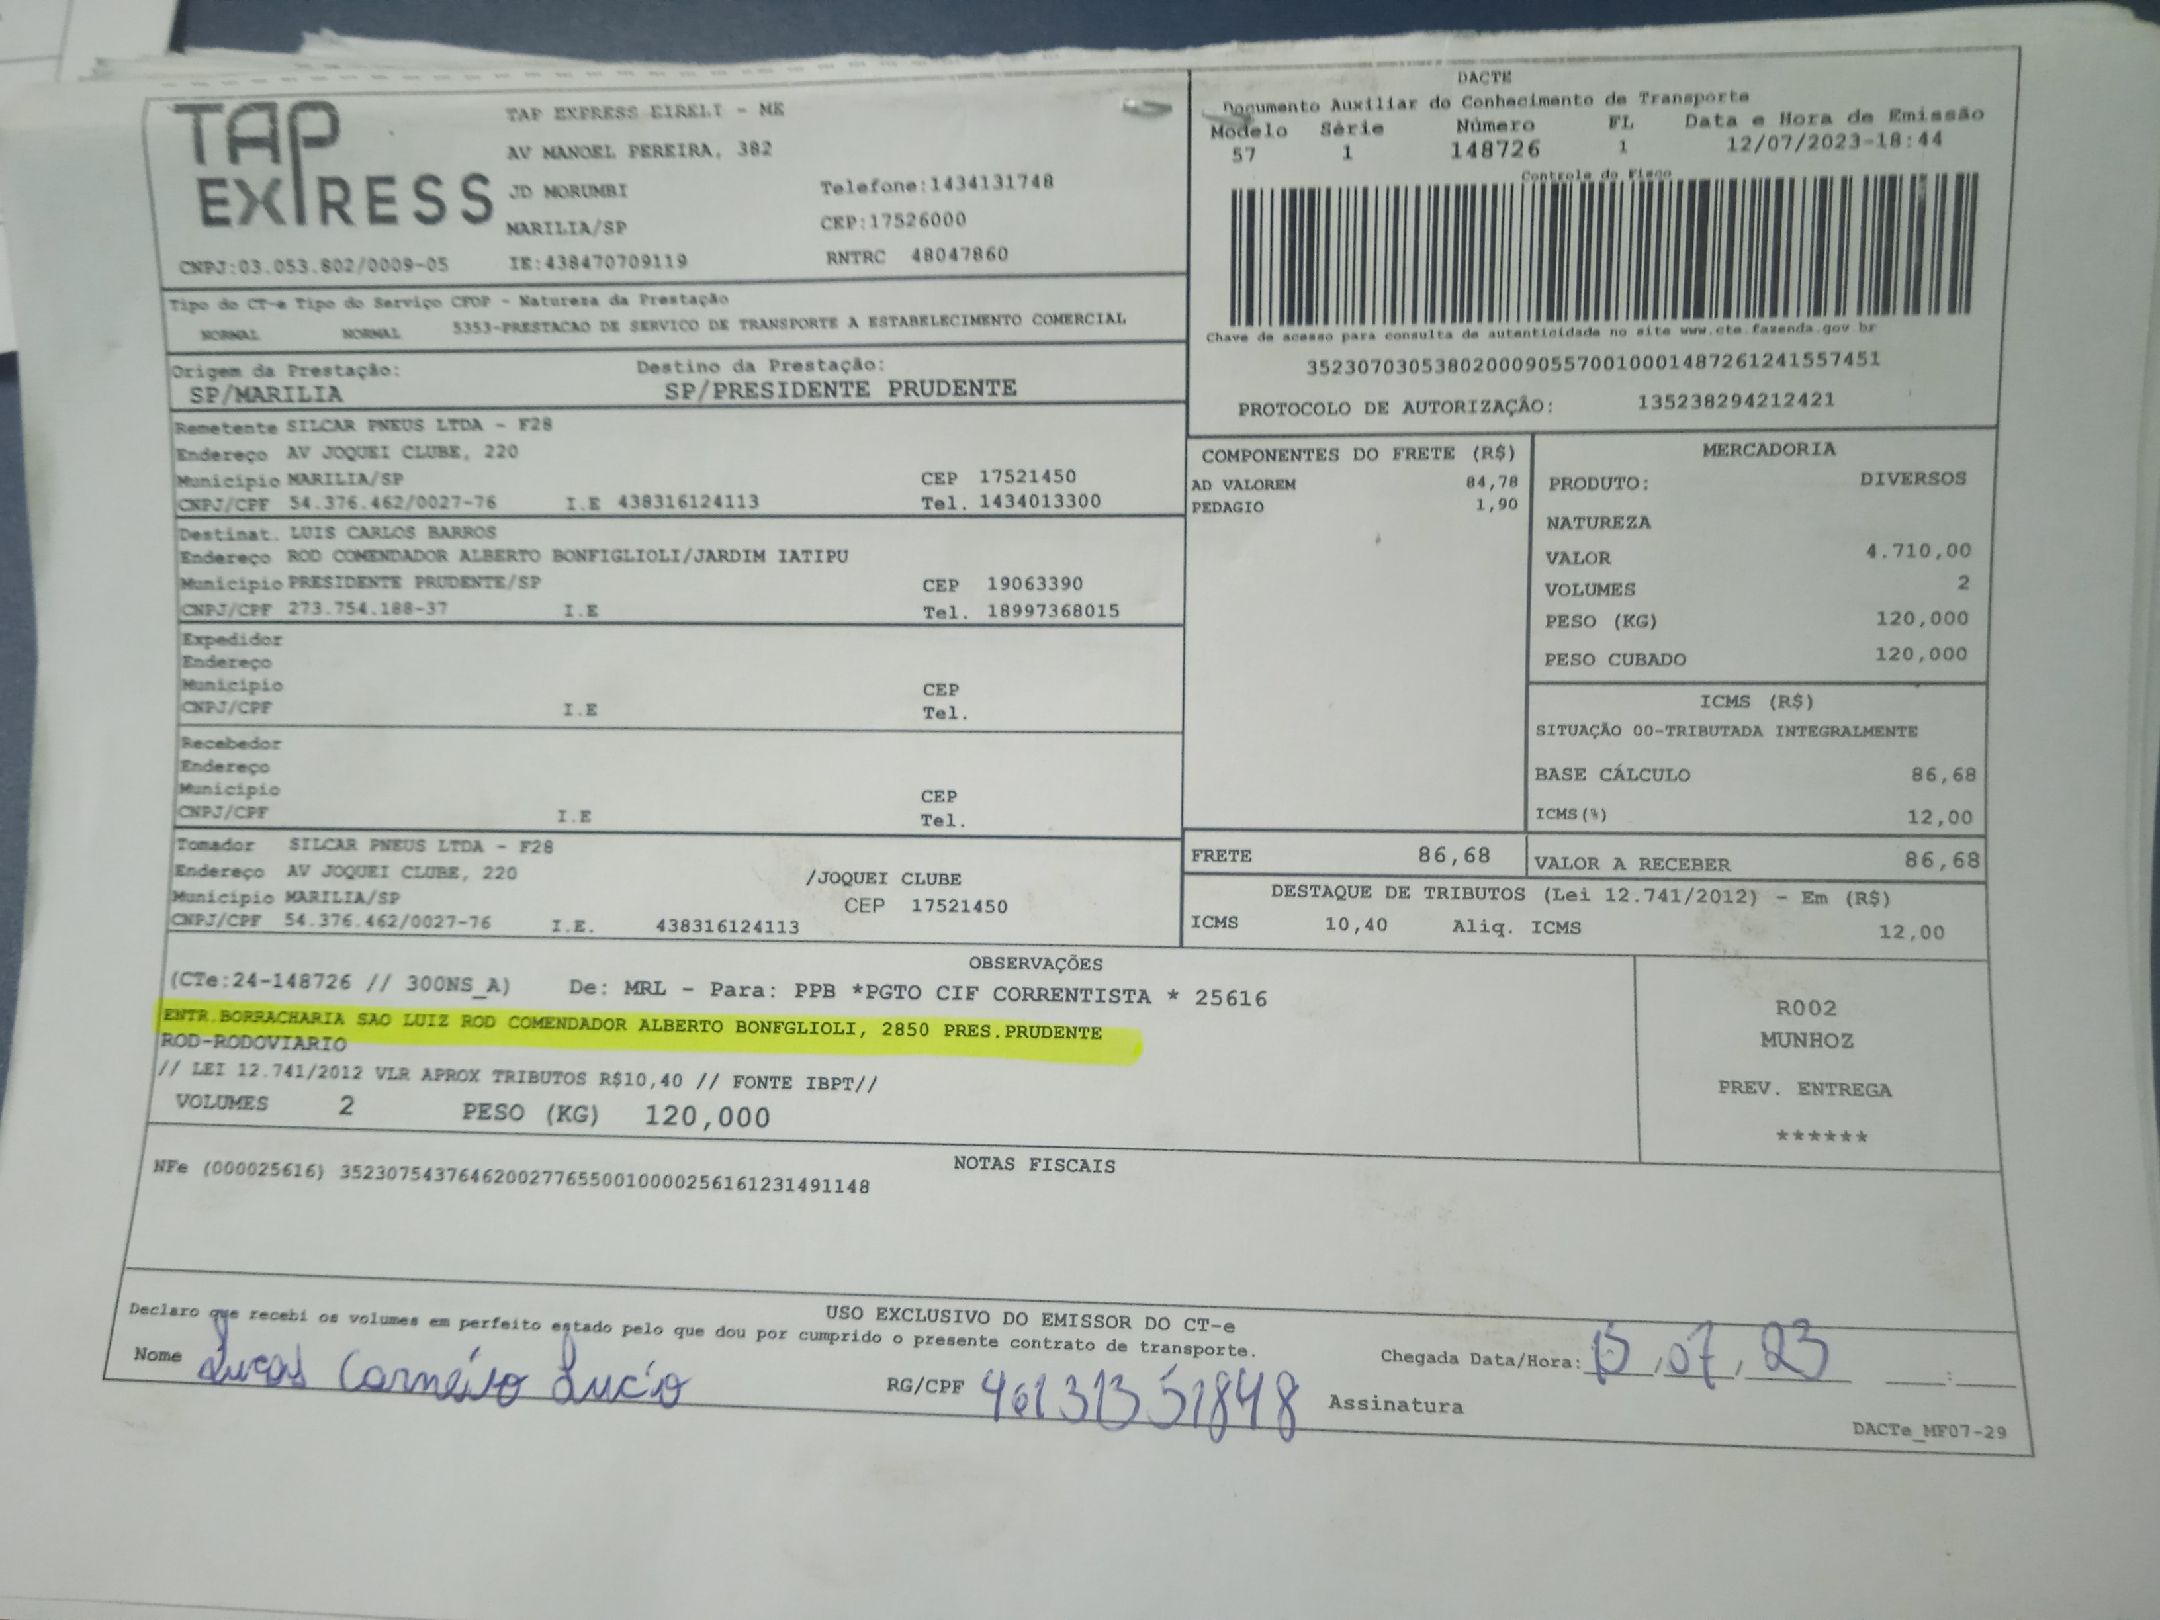 TAP EXPRESS
TAP EXPRESS EIRELI - ME
AV MANOEL PEREIRA, 382
JD MORUMBI Telefone:1434131748
MARILIA/SP CEP:17526000
CNPJ:03.053.802/0009-05 IE:438470709119 RNTRC 48047860
DACTE
Documento Auxiliar do Conhecimento de Transporte
Modelo Série Número FL Data e Hora de Emissão
57 1 148726 1 12/07/2023-18:44
Controle do Fisco
Chave de acesso para consulta de autenticidade no site www.cte.fazenda.gov.br
35230703053802000905570010001487261241557451
PROTOCOLO DE AUTORIZAÇÃO: 135238294212421
Tipo do CT-e Tipo do Serviço CFOP - Natureza da Prestação
NORMAL NORMAL 5353-PRESTACAO DE SERVICO DE TRANSPORTE A ESTABELECIMENTO COMERCIAL
Origem da Prestação: Destino da Prestação:
SP/MARILIA SP/PRESIDENTE PRUDENTE
Remetente SILCAR PNEUS LTDA - F28
Endereço AV JOQUEI CLUBE, 220
Município MARILIA/SP CEP 17521450
CNPJ/CPF 54.376.462/0027-76 I.E 438316124113 Tel. 1434013300
Destinat. LUIS CARLOS BARROS
Endereço ROD COMENDADOR ALBERTO BONFIGLIOLI/JARDIM IATIPU
Município PRESIDENTE PRUDENTE/SP CEP 19063390
CNPJ/CPF 273.754.188-37 I.E Tel. 18997368015
Expedidor
Endereço
Município CEP
CNPJ/CPF I.E Tel.
Recebedor
Endereço
Município CEP
CNPJ/CPF I.E Tel.
Tomador SILCAR PNEUS LTDA - F28
Endereço AV JOQUEI CLUBE, 220 /JOQUEI CLUBE
Município MARILIA/SP CEP 17521450
CNPJ/CPF 54.376.462/0027-76 I.E. 438316124113
COMPONENTES DO FRETE (R$)
AD VALOREM 84,78
PEDAGIO 1,90
MERCADORIA
PRODUTO: DIVERSOS
NATUREZA
VALOR 4.710,00
VOLUMES 2
PESO (KG) 120,000
PESO CUBADO 120,000
ICMS (R$)
SITUAÇÃO 00-TRIBUTADA INTEGRALMENTE
BASE CÁLCULO 86,68
ICMS(%) 12,00
FRETE 86,68 VALOR A RECEBER 86,68
DESTAQUE DE TRIBUTOS (Lei 12.741/2012) - Em (R$)
ICMS 10,40 Aliq. ICMS 12,00
OBSERVAÇÕES
(CTe:24-148726 // 300NS_A) De: MRL - Para: PPB *PGTO CIF CORRENTISTA * 25616
ENTR.BORRACHARIA SAO LUIZ ROD COMENDADOR ALBERTO BONFGLIOLI, 2850 PRES.PRUDENTE
ROD-RODOVIARIO
// LEI 12.741/2012 VLR APROX TRIBUTOS R$10,40 // FONTE IBPT//
VOLUMES 2 PESO (KG) 120,000
R002
MUNHOZ
PREV. ENTREGA
******
NOTAS FISCAIS
NFe (000025616) 35230754376462002776550010000256161231491148
USO EXCLUSIVO DO EMISSOR DO CT-e
Declaro que recebi os volumes em perfeito estado pelo que dou por cumprido o presente contrato de transporte.
Nome Lucas Carneiro Lucio RG/CPF 46131351848 Assinatura Chegada Data/Hora: 15,07,23 :
DACTe_MF07-29